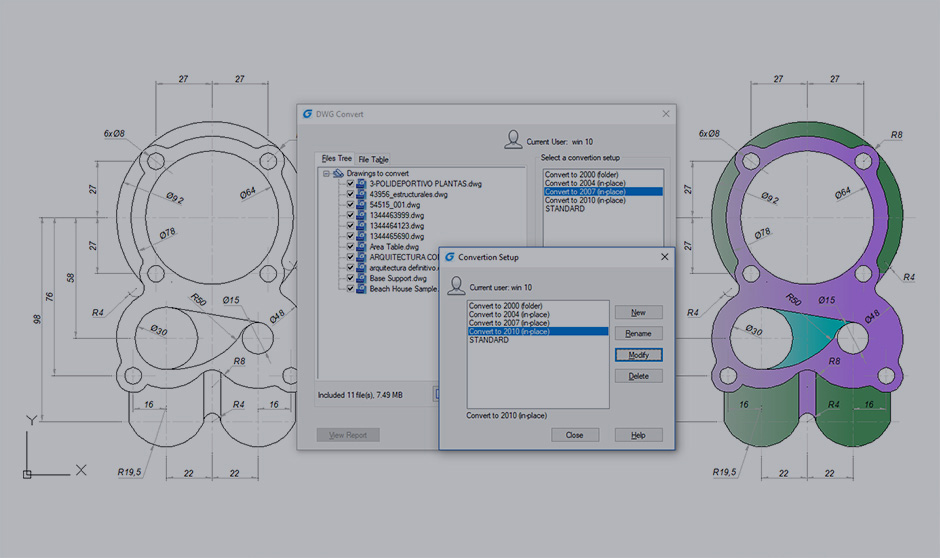 27
27
6xØ8
27
Ø92
Ø64
Ø78
27
98
76
58
R4
R50
Ø15
Ø48
Ø30
R8
16
R4
16
R19,5
22
22
Y
X
DWG Convert
Current User: win 10
Files Tree
File Table
Drawings to convert
3-POLIDEPORTIVO PLANTAS.dwg
43956_estructurales.dwg
54515_001.dwg
1344463999.dwg
1344464123.dwg
1344465690.dwg
Area Table.dwg
ARQUITECTURA CO
arquitectura definitivo.
Base Support.dwg
Beach House Sample.
Included 11 file(s), 7.49 MB
View Report
Select a convertion setup
Convert to 2000 (folder)
Convert to 2004 (in-place)
Convert to 2007 (in-place)
Convert to 2010 (in-place)
STANDARD
Convertion Setup
Current user: win 10
Convert to 2000 (folder)
Convert to 2004 (in-place)
Convert to 2007 (in-place)
Convert to 2010 (in-place)
STANDARD
New
Rename
Modify
Delete
Convert to 2010 (in-place)
Close
Help
27
27
6xØ8
R8
27
Ø92
Ø64
Ø78
27
R4
R4
R50
Ø15
Ø48
Ø30
R8
16
R4
16
R19,5
22
22